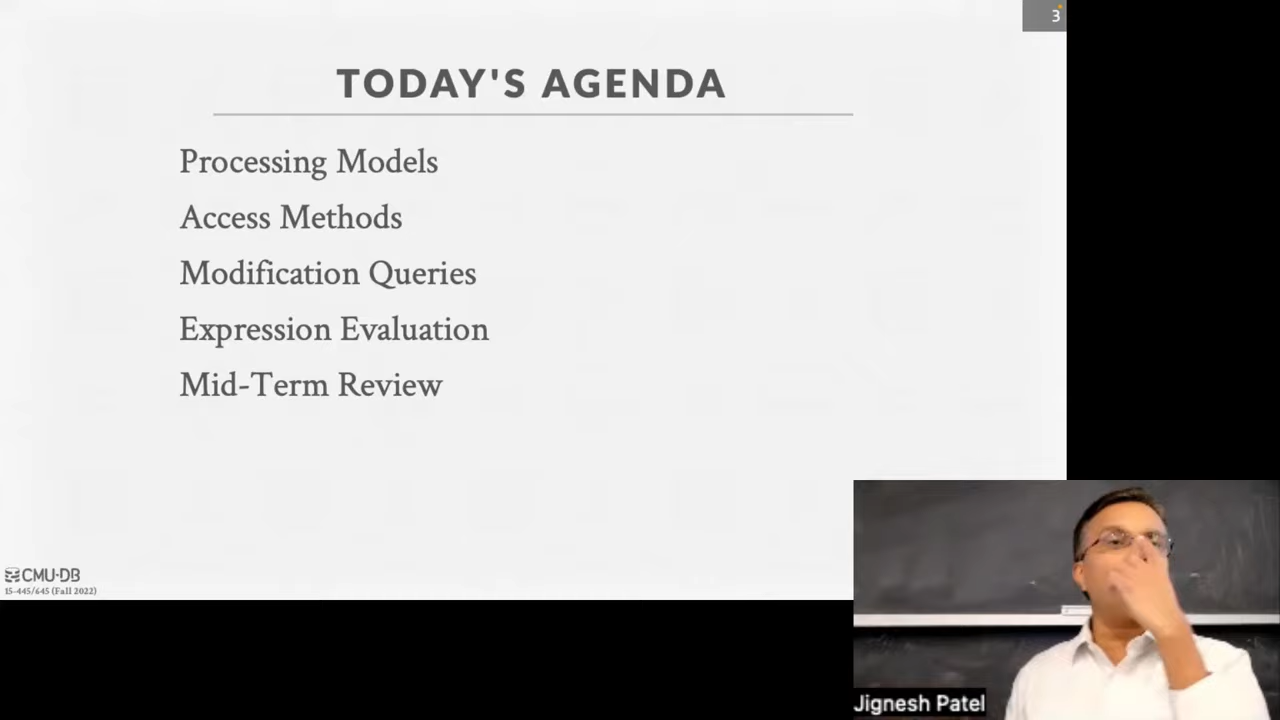 3
TODAY'S AGENDA
Processing Models
Access Methods
Modification Queries
Expression Evaluation
Mid-Term Review
CMU·DB
15-445/645 (Fall 2022)
Jignesh Patel